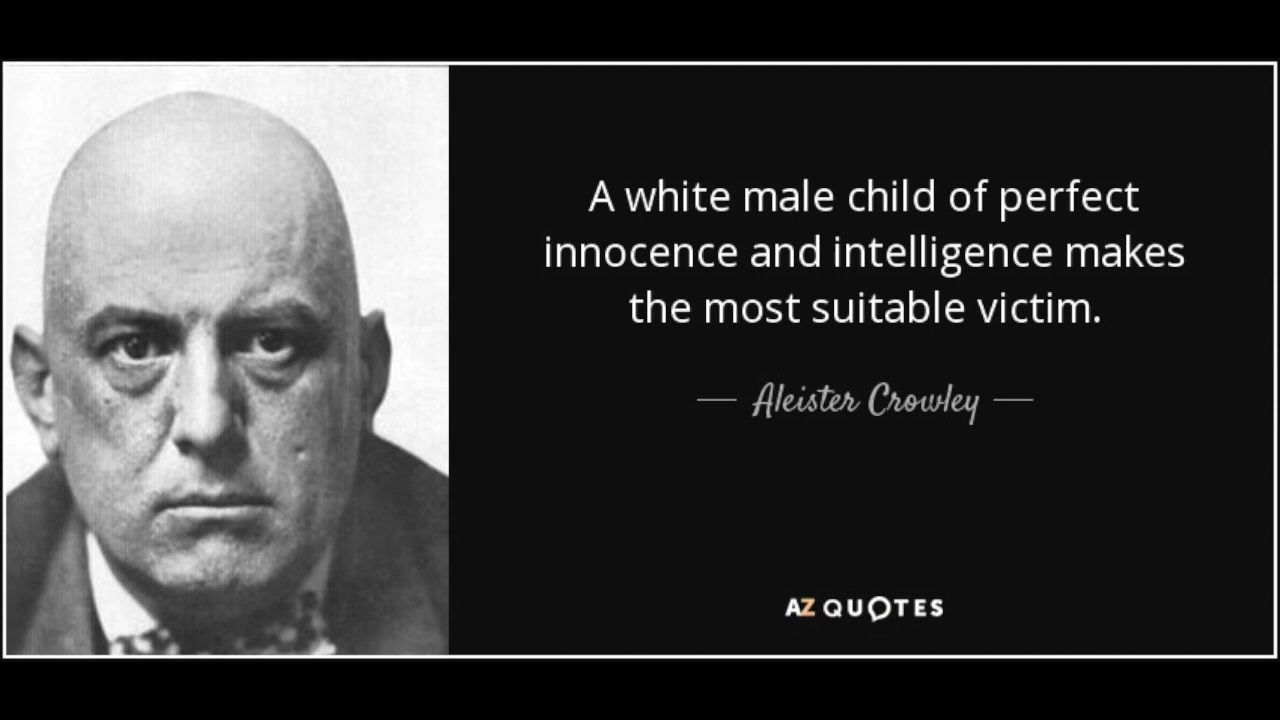 A white male child of perfect
innocence and intelligence makes
the most suitable victim.
Aleister Crowley
AZ QUOTES